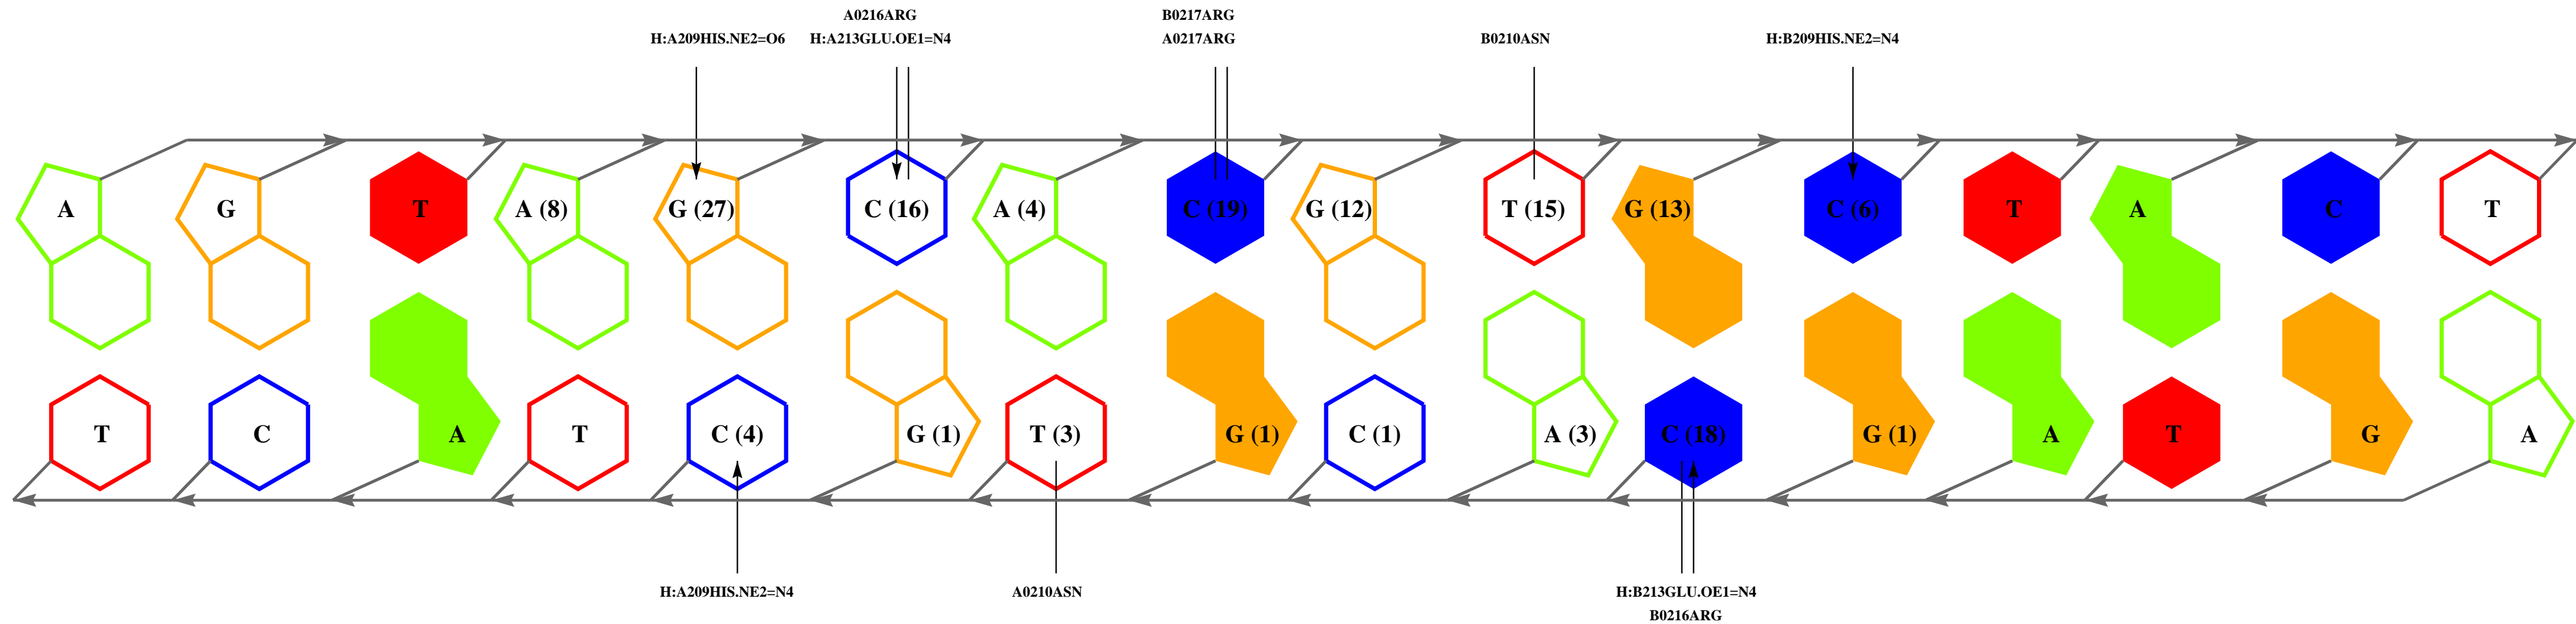 A0216ARG B0217ARG
H:A209HIS.NE2=O6 H:A213GLU.OE1=N4 A0217ARG B0210ASN H:B209HIS.NE2=N4
A G T A (8) G (27) C (16) A (4) C (19) G (12) T (15) G (13) C (6) T A C T
T C A T C (4) G (1) T (3) G (1) C (1) A (3) C (18) G (1) A T G A
H:A209HIS.NE2=N4 A0210ASN H:B213GLU.OE1=N4
B0216ARG